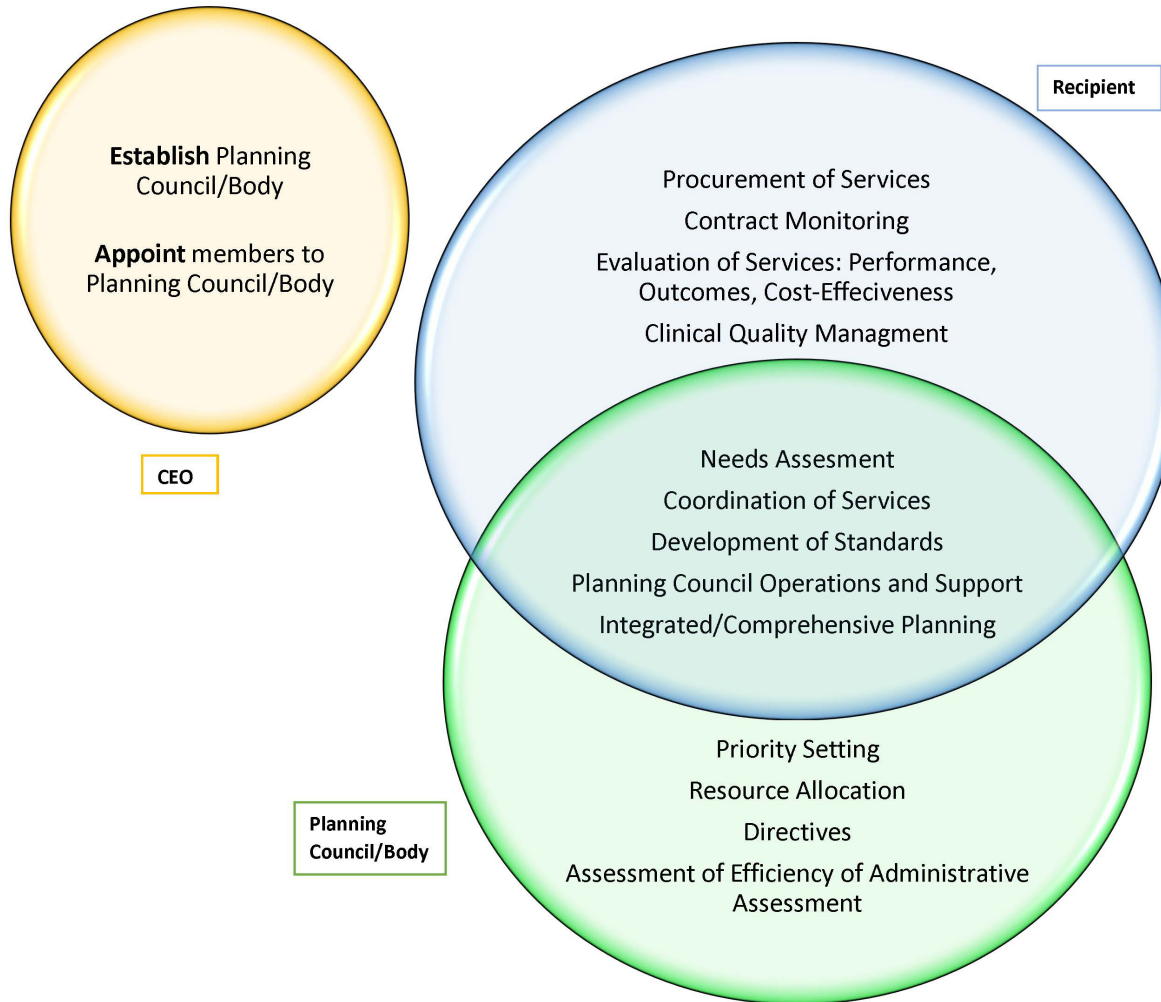 Establish Planning
Council/Body
Appoint members to
Planning Council/Body
CEO
Recipient
Procurement of Services
Contract Monitoring
Evaluation of Services: Performance,
Outcomes, Cost-Effeciveness
Clinical Quality Managment
Needs Assesment
Coordination of Services
Development of Standards
Planning Council Operations and Support
Integrated/Comprehensive Planning
Priority Setting
Resource Allocation
Directives
Assessment of Efficiency of Administrative
Assessment
Planning
Council/Body